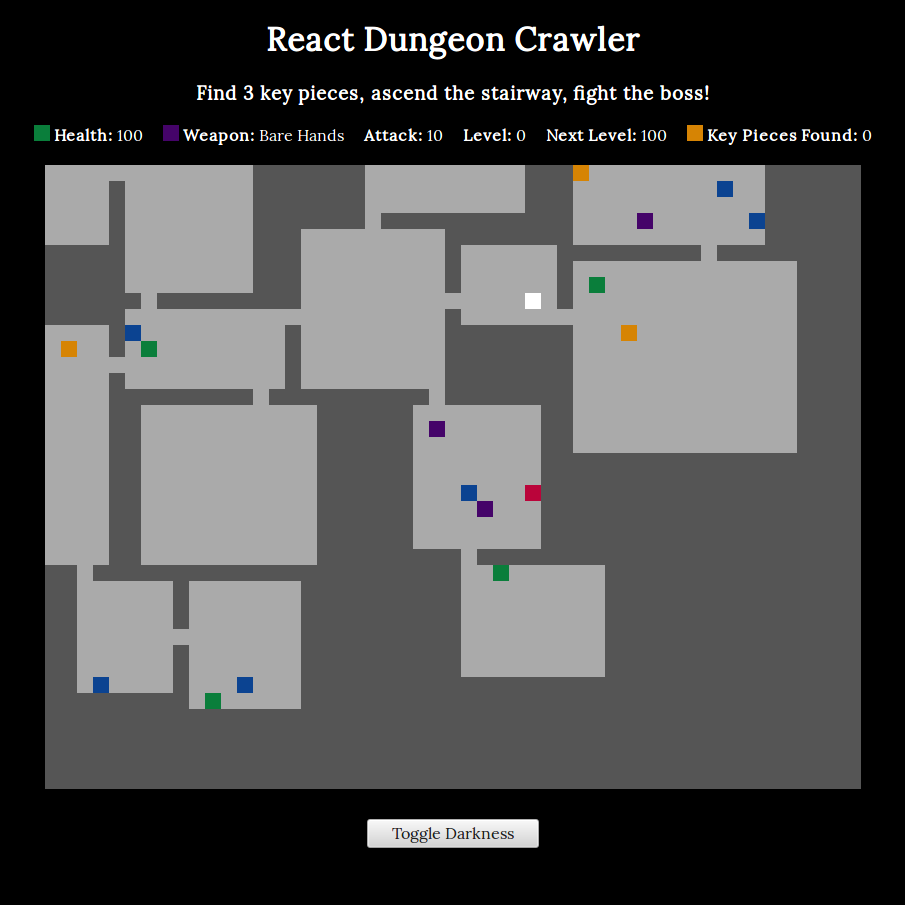 React Dungeon Crawler
Find 3 key pieces, ascend the stairway, fight the boss!
Health: 100 Weapon: Bare Hands Attack: 10 Level: 0 Next Level: 100 Key Pieces Found: 0
Toggle Darkness